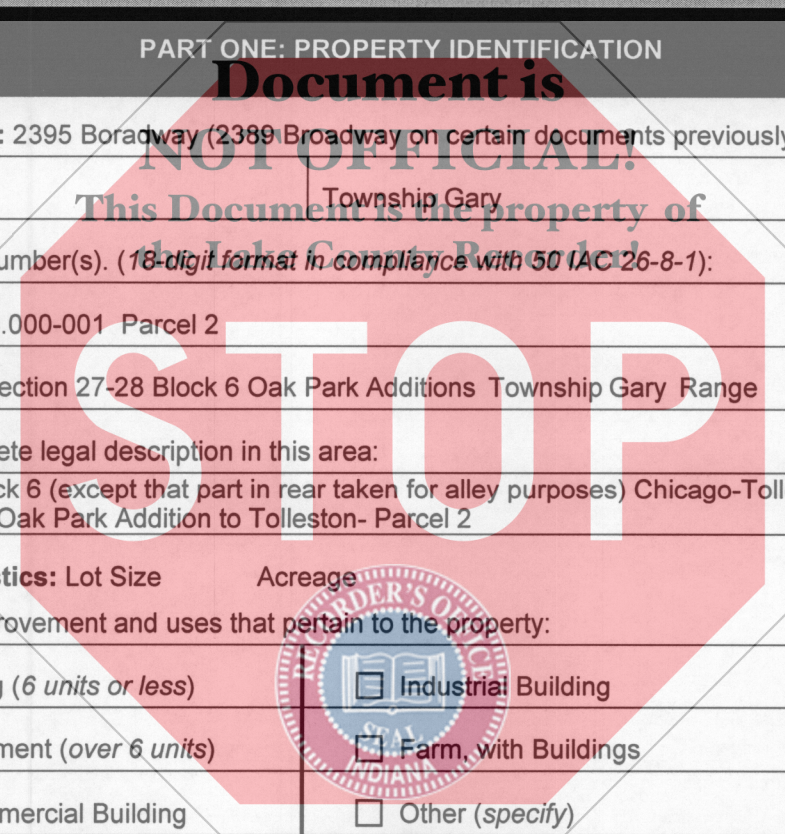 PART ONE: PROPERTY IDENTIFICATION
Document is
: 2395 Boradway (2389 Broadway on certain documents previously
NOT OFFICIAL!
Township Gary
This Document is the property of
umber(s). (18-digit format in compliance with 50 IAC 26-8-1):
the Lake County Recorder!
.000-001 Parcel 2
STOP
ection 27-28 Block 6 Oak Park Additions Township Gary Range
ete legal description in this area:
ck 6 (except that part in rear taken for alley purposes) Chicago-Toll
Oak Park Addition to Tolleston- Parcel 2
stics: Lot Size Acreage
rovement and uses that pertain to the property:
RECORDER'S OFFICE
SEAL
INDIANA
g (6 units or less)
Industrial Building
ment (over 6 units)
Farm, with Buildings
mmercial Building
Other (specify)